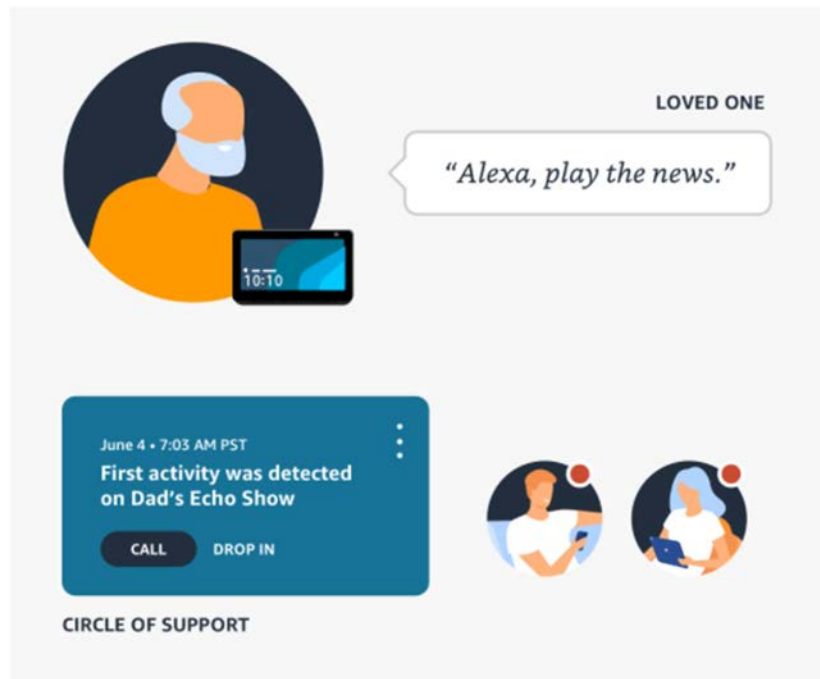 LOVED ONE
“Alexa, play the news.”
10:10
June 4 • 7:03 AM PST
First activity was detected
on Dad’s Echo Show
CALL DROP IN
CIRCLE OF SUPPORT